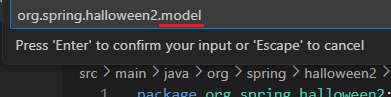 org.spring.halloween2.model
Press 'Enter' to confirm your input or 'Escape' to cancel
src > main > java > org > spring > halloween2 >
1 package org.spring.halloween2;